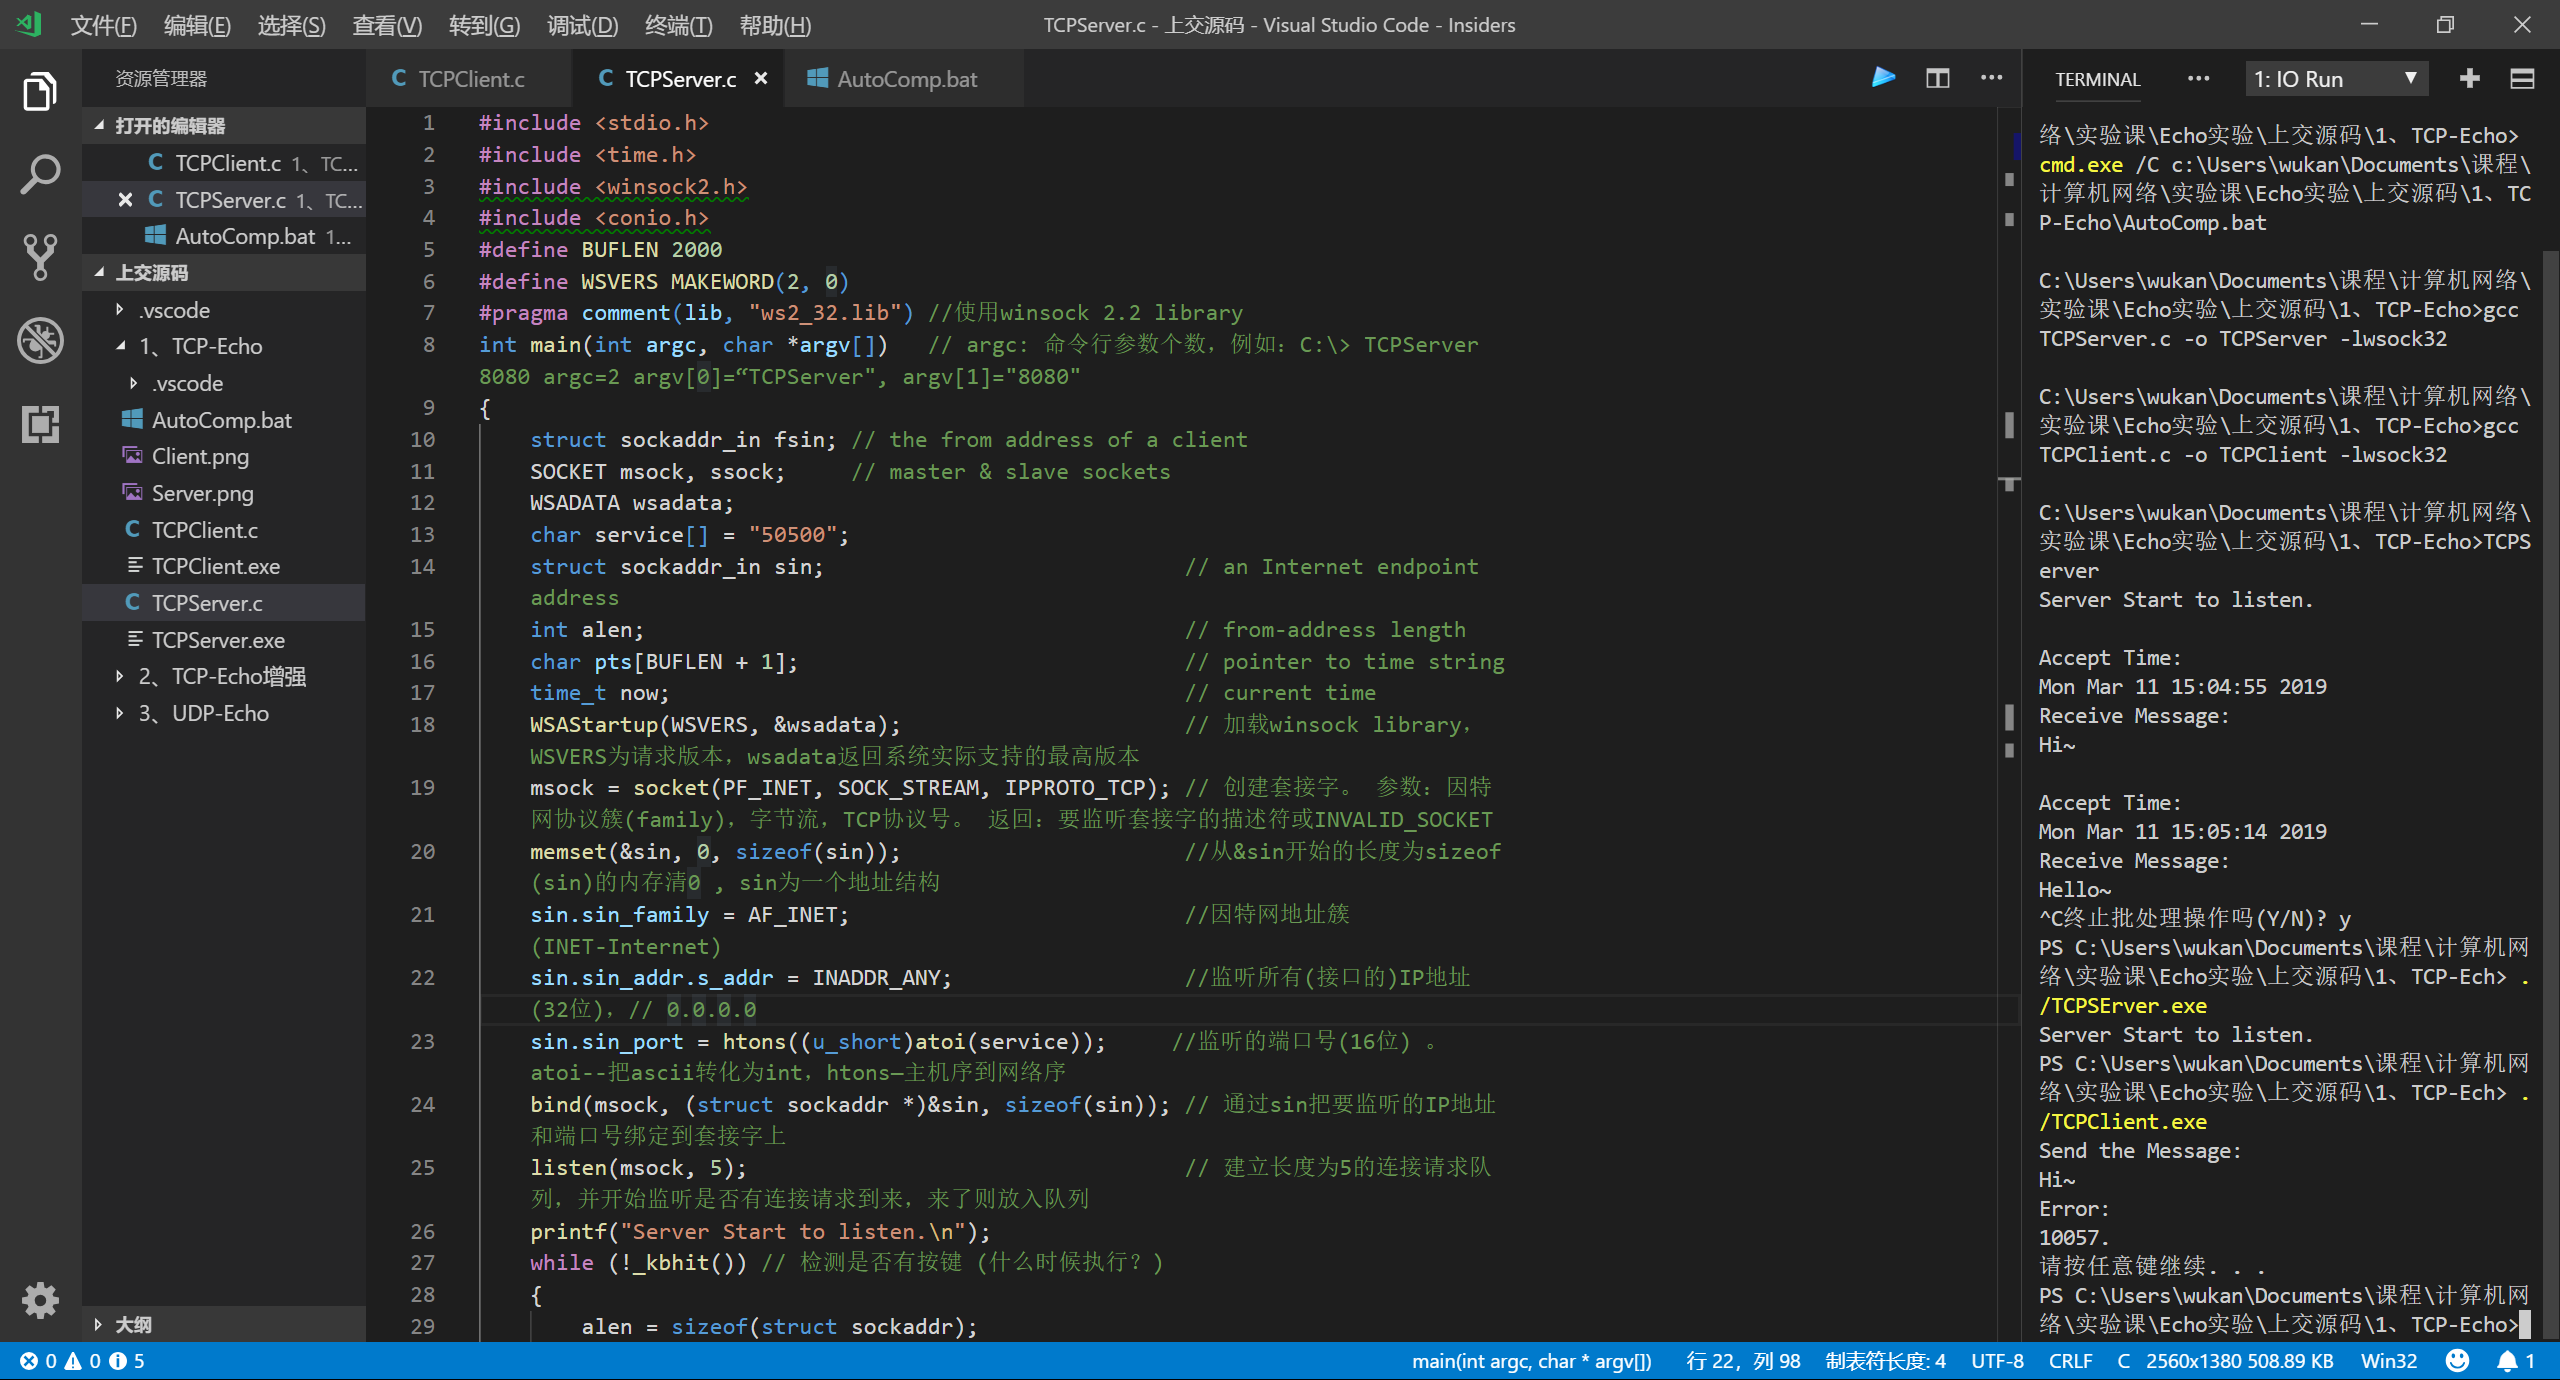 文件(F) 编辑(E) 选择(S) 查看(V) 转到(G) 调试(D) 终端(T) 帮助(H)
TCPServer.c - 上交源码 - Visual Studio Code - Insiders
资源管理器
打开的编辑器
TCPClient.c 1、TC...
TCPServer.c 1、TC...
AutoComp.bat 1...
上交源码
.vscode
1、TCP-Echo
.vscode
AutoComp.bat
Client.png
Server.png
TCPClient.c
TCPClient.exe
TCPServer.c
TCPServer.exe
2、TCP-Echo增强
3、UDP-Echo
大纲
TCPClient.c TCPServer.c AutoComp.bat
1 #include <stdio.h>
2 #include <time.h>
3 #include <winsock2.h>
4 #include <conio.h>
5 #define BUFLEN 2000
6 #define WSVERS MAKEWORD(2, 0)
7 #pragma comment(lib, "ws2_32.lib") //使用winsock 2.2 library
8 int main(int argc, char *argv[]) // argc: 命令行参数个数，例如：C:\> TCPServer
8080 argc=2 argv[0]=“TCPServer", argv[1]="8080"
9 {
10 struct sockaddr_in fsin; // the from address of a client
11 SOCKET msock, ssock; // master & slave sockets
12 WSADATA wsadata;
13 char service[] = "50500";
14 struct sockaddr_in sin; // an Internet endpoint
address
15 int alen; // from-address length
16 char pts[BUFLEN + 1]; // pointer to time string
17 time_t now; // current time
18 WSAStartup(WSVERS, &wsadata); // 加载winsock library，
WSVERS为请求版本，wsadata返回系统实际支持的最高版本
19 msock = socket(PF_INET, SOCK_STREAM, IPPROTO_TCP); // 创建套接字。 参数：因特
网协议簇(family)，字节流，TCP协议号。 返回：要监听套接字的描述符或INVALID_SOCKET
20 memset(&sin, 0, sizeof(sin)); //从&sin开始的长度为sizeof
(sin)的内存清0 , sin为一个地址结构
21 sin.sin_family = AF_INET; //因特网地址簇
(INET-Internet)
22 sin.sin_addr.s_addr = INADDR_ANY; //监听所有(接口的)IP地址
(32位)，// 0.0.0.0
23 sin.sin_port = htons((u_short)atoi(service)); //监听的端口号(16位) 。
atoi--把ascii转化为int，htons—主机序到网络序
24 bind(msock, (struct sockaddr *)&sin, sizeof(sin)); // 通过sin把要监听的IP地址
和端口号绑定到套接字上
25 listen(msock, 5); // 建立长度为5的连接请求队
列，并开始监听是否有连接请求到来，来了则放入队列
26 printf("Server Start to listen.\n");
27 while (!_kbhit()) // 检测是否有按键 (什么时候执行？)
28 {
29 alen = sizeof(struct sockaddr);
TERMINAL 1: IO Run
络\实验课\Echo实验\上交源码\1、TCP-Echo>
cmd.exe /C c:\Users\wukan\Documents\课程\
计算机网络\实验课\Echo实验\上交源码\1、TC
P-Echo\AutoComp.bat
C:\Users\wukan\Documents\课程\计算机网络\
实验课\Echo实验\上交源码\1、TCP-Echo>gcc
TCPServer.c -o TCPServer -lwsock32
C:\Users\wukan\Documents\课程\计算机网络\
实验课\Echo实验\上交源码\1、TCP-Echo>gcc
TCPClient.c -o TCPClient -lwsock32
C:\Users\wukan\Documents\课程\计算机网络\
实验课\Echo实验\上交源码\1、TCP-Echo>TCPS
erver
Server Start to listen.
Accept Time:
Mon Mar 11 15:04:55 2019
Receive Message:
Hi~
Accept Time:
Mon Mar 11 15:05:14 2019
Receive Message:
Hello~
^C终止批处理操作吗(Y/N)? y
PS C:\Users\wukan\Documents\课程\计算机网
络\实验课\Echo实验\上交源码\1、TCP-Ech> .
/TCPSErver.exe
Server Start to listen.
PS C:\Users\wukan\Documents\课程\计算机网
络\实验课\Echo实验\上交源码\1、TCP-Ech> .
/TCPClient.exe
Send the Message:
Hi~
Error:
10057.
请按任意键继续. . .
PS C:\Users\wukan\Documents\课程\计算机网
络\实验课\Echo实验\上交源码\1、TCP-Echo>
0 0 5 main(int argc, char * argv[]) 行 22，列 98 制表符长度: 4 UTF-8 CRLF C 2560x1380 508.89 KB Win32 1